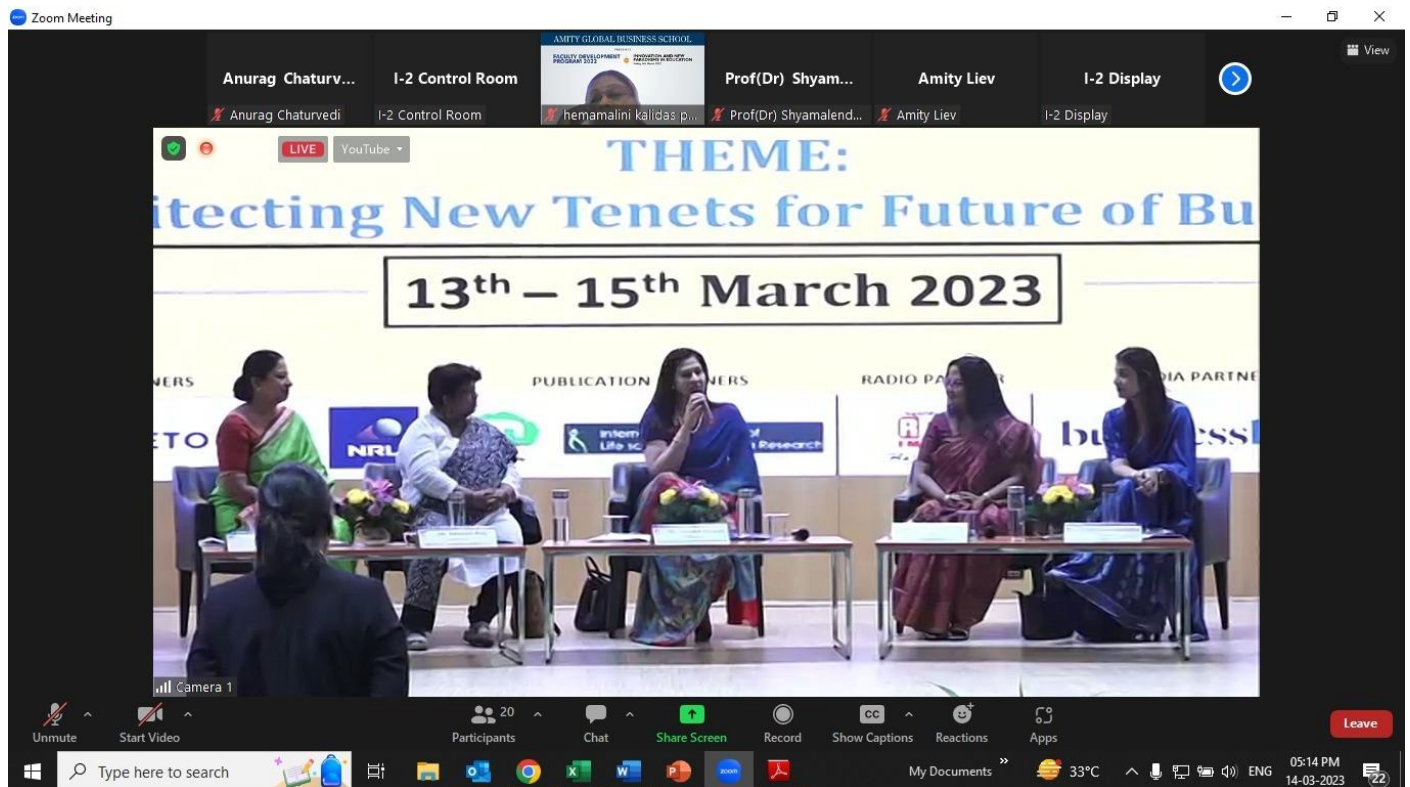 Zoom Meeting
AMITY GLOBAL BUSINESS SCHOOL
FACULTY DEVELOPMENT
PROGRAM 2022
INNOVATION AND NEW
PARADIGMS IN EDUCATION
View
Anurag Chaturv...
I-2 Control Room
Prof(Dr) Shyam...
Amity Liev
I-2 Display
Anurag Chaturvedi
I-2 Control Room
hemamalini kalidas p...
Prof(Dr) Shyamalend...
Amity Liev
I-2 Display
LIVE
YouTube
THEME:
itecting New Tenets for Future of Bu
13th – 15th March 2023
NERS
PUBLICATION
NERS
RADIO PA
DIA PARTNE
ETO
NRL
Intern
Life sc
of
Research
bu
ess
Camera 1
Unmute
Start Video
20
Participants
Chat
Share Screen
Record
CC
Show Captions
Reactions
Apps
Leave
Type here to search
zoom
My Documents
33°C
ENG
05:14 PM
14-03-2023
22